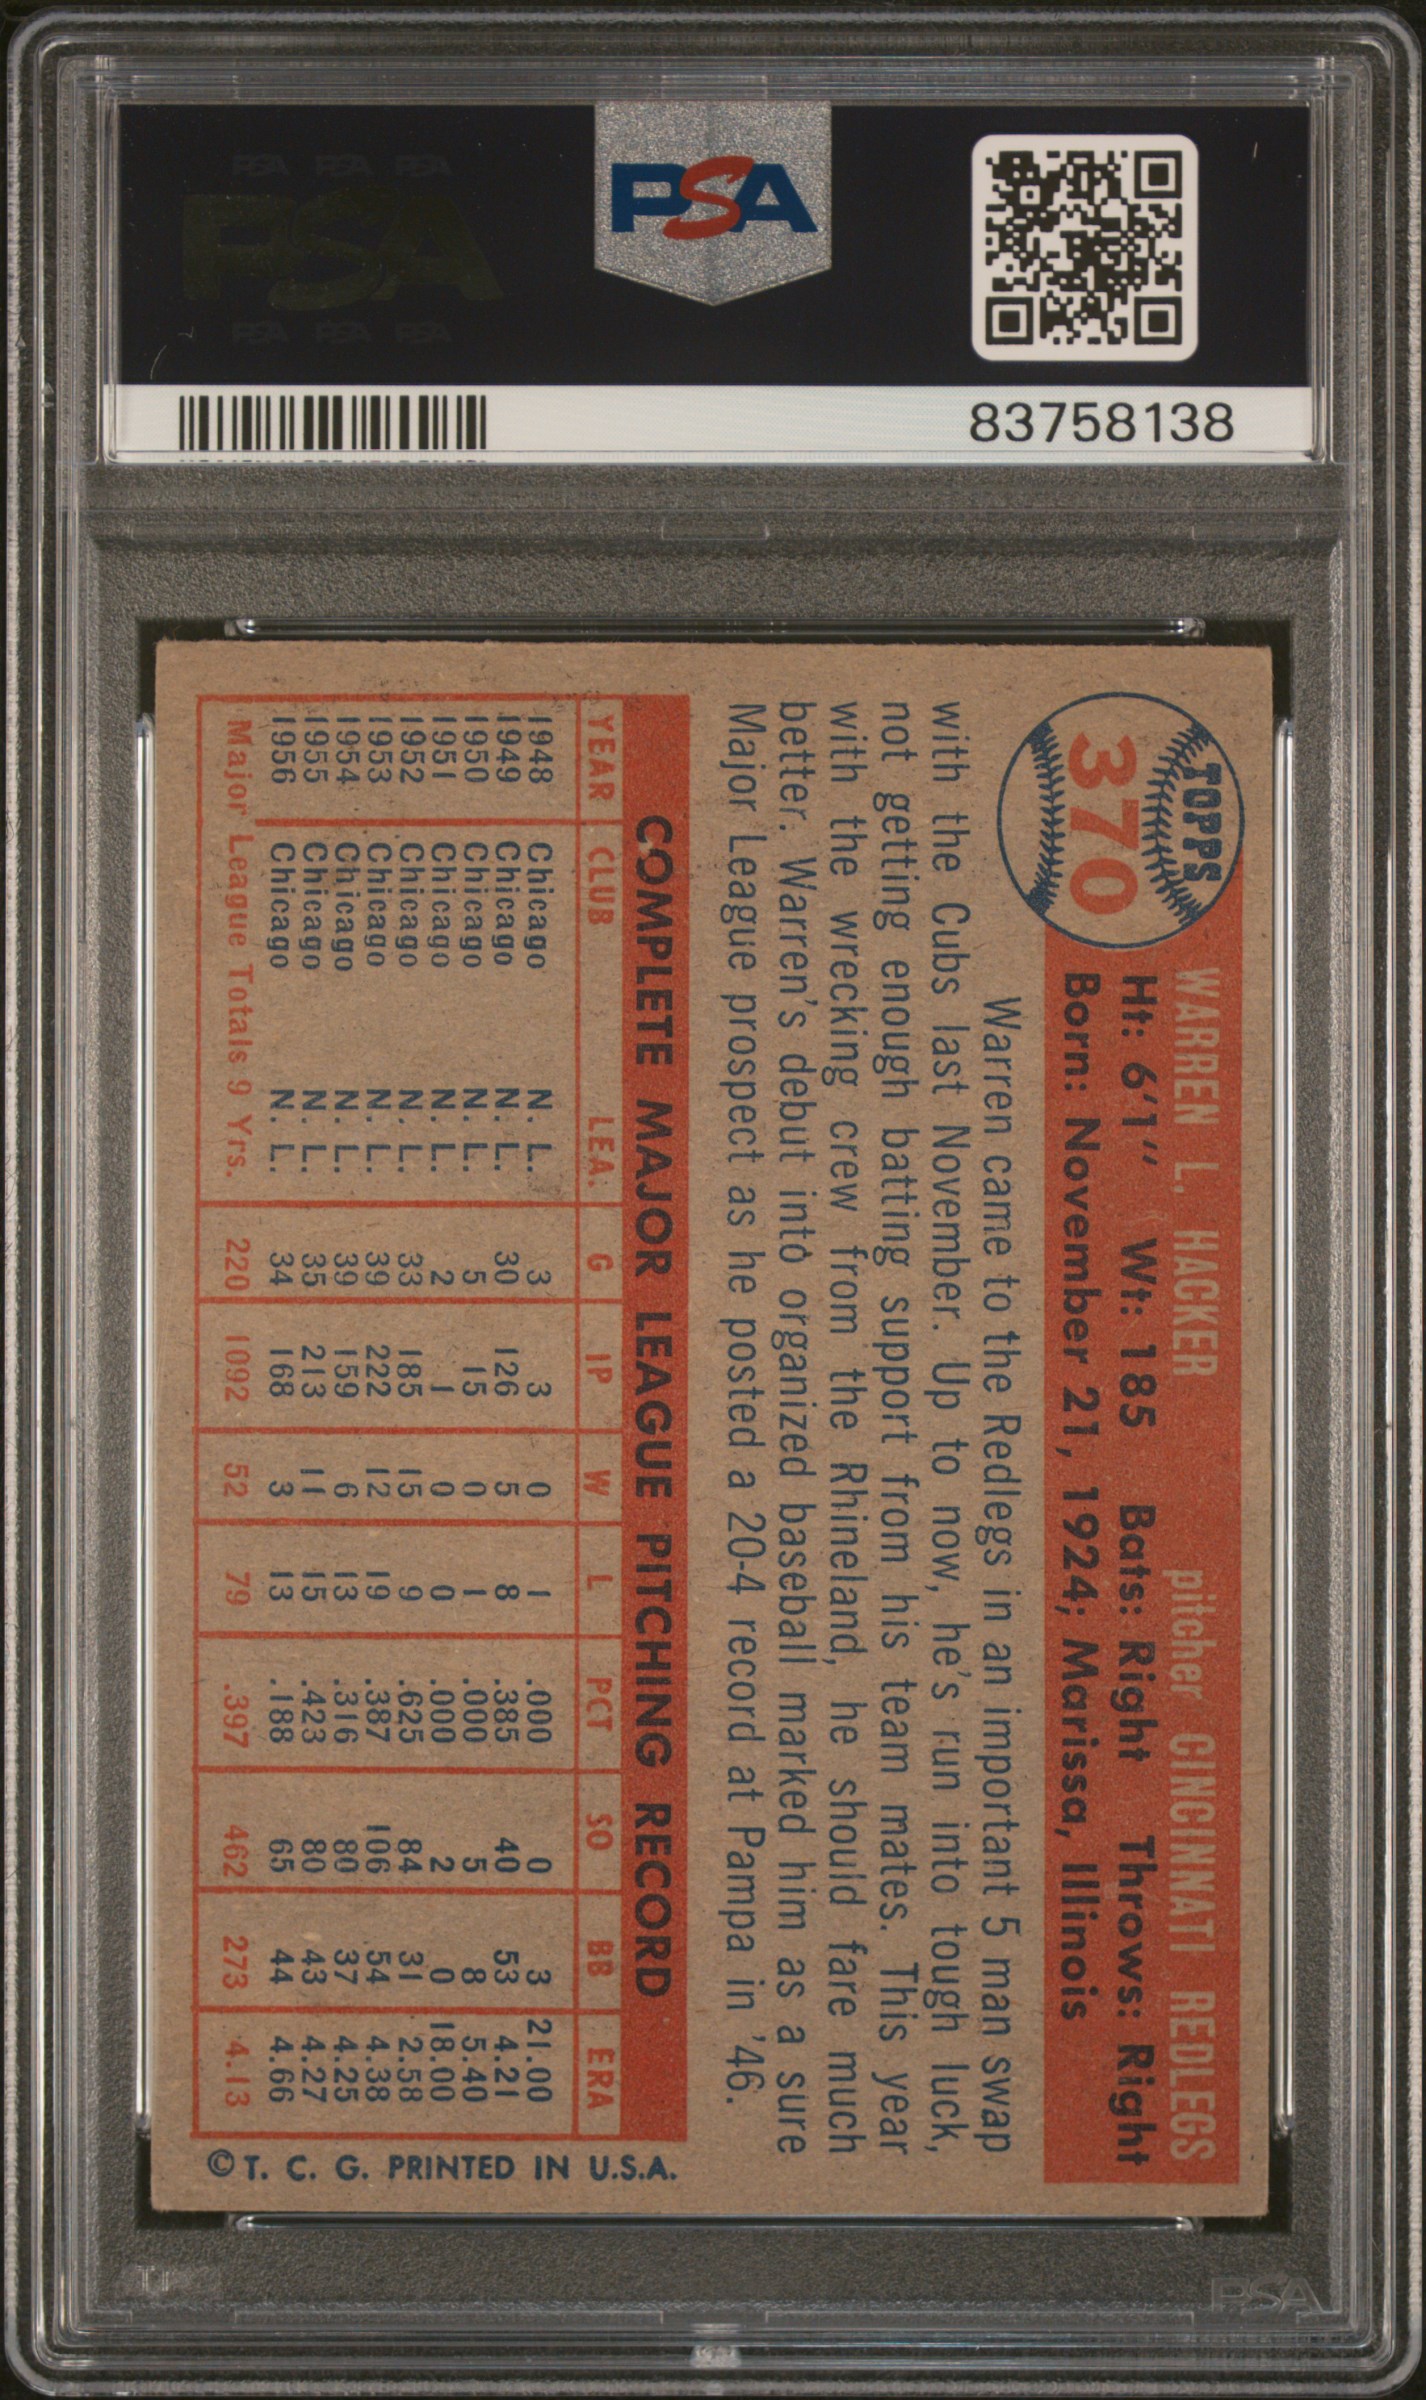 PSA PSA PSA
PSA
PSA PSA PSA
PSA
83758138
TOPPS
370
WARREN L. HACKER pitcher CINCINNATI REDLEGS
Ht: 6'1" Wt: 185 Bats: Right Throws: Right
Born: November 21, 1924; Marissa, Illinois
Warren came to the Redlegs in an important 5 man swap
with the Cubs last November. Up to now, he's run into tough luck,
not getting enough batting support from his team mates. This year
with the wrecking crew from the Rhineland, he should fare much
better. Warren's debut into organized baseball marked him as a sure
Major League prospect as he posted a 20-4 record at Pampa in '46.
COMPLETE MAJOR LEAGUE PITCHING RECORD
YEAR CLUB LEA. G IP W L PCT SO BB ERA
1948 Chicago N. L. 3 3 0 1 .000 0 3 21.00
1949 Chicago N. L. 30 126 5 8 .385 40 53 4.21
1950 Chicago N. L. 5 15 0 1 .000 5 8 5.40
1951 Chicago N. L. 2 1 0 0 .000 2 0 18.00
1952 Chicago N. L. 33 185 15 9 .625 84 31 2.58
1953 Chicago N. L. 39 222 12 19 .387 106 54 4.38
1954 Chicago N. L. 39 159 6 13 .316 80 37 4.25
1955 Chicago N. L. 35 213 11 15 .423 80 43 4.27
1956 Chicago N. L. 34 168 3 13 .188 65 44 4.66
Major League Totals 9 Yrs. 220 1092 52 79 .397 462 273 4.13
© T. C. G. PRINTED IN U.S.A.
PSA